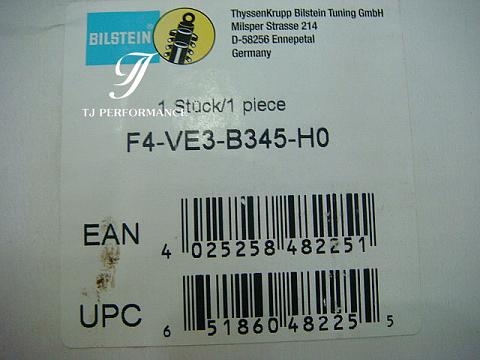 BILSTEIN
ThyssenKrupp Bilstein Tuning GmbH
Milsper Strasse 214
D-58256 Ennepetal
Germany
TJ
TJ PERFORMANCE
1 Stück/1 piece
F4-VE3-B345-H0
EAN
4 025258 482251
UPC
6 51860 48225 5